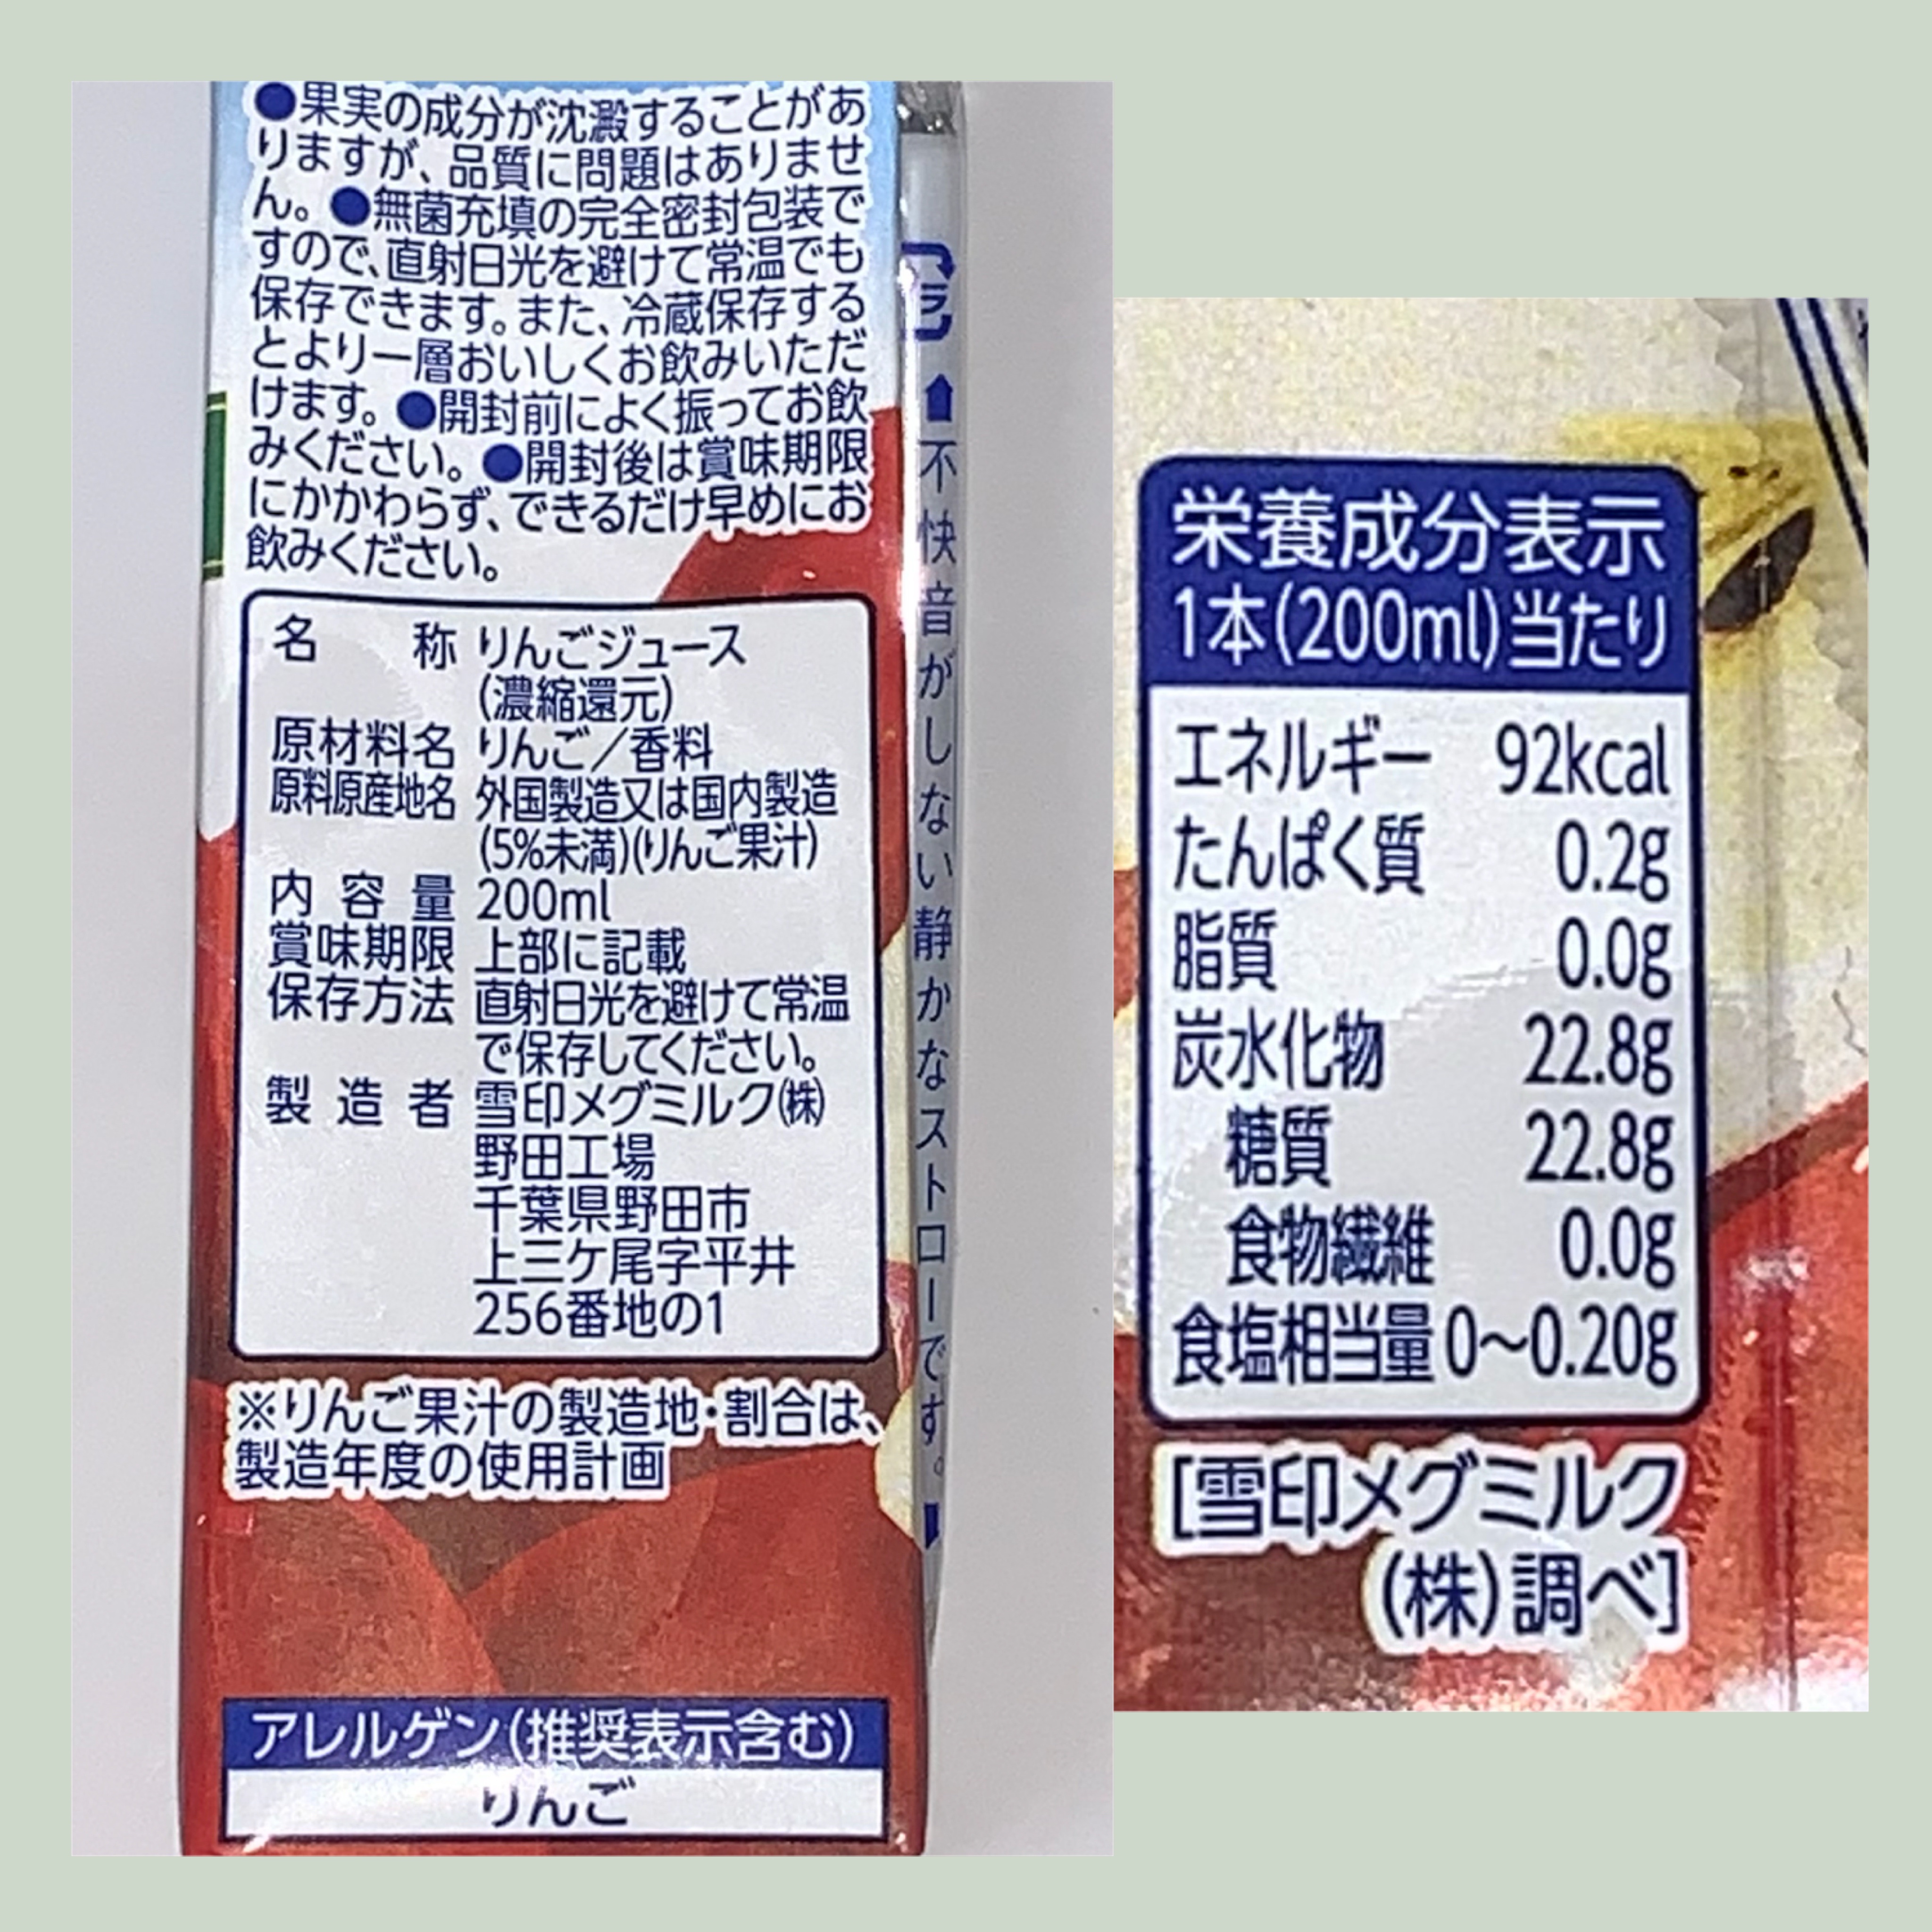 ●果実の成分が沈澱することがあ
りますが、品質に問題はありませ
ん。●無菌充填の完全密封包装で
すので、直射日光を避けて常温でも
保存できます。また、冷蔵保存する
とより一層おいしくお飲みいただ
けます。●開封前によく振ってお飲
みください。●開封後は賞味期限
にかかわらず、できるだけ早めにお
飲みください。
名称 りんごジュース
(濃縮還元)
原材料名 りんご／香料
原料原産地名 外国製造又は国内製造
(5%未満)(りんご果汁)
内容量 200ml
賞味期限 上部に記載
保存方法 直射日光を避けて常温
で保存してください。
製造者 雪印メグミルク㈱
野田工場
千葉県野田市
上三ケ尾字平井
256番地の1
※りんご果汁の製造地・割合は、
製造年度の使用計画
アレルゲン(推奨表示含む)
りんご
プラ
⬆不快音がしない静かなストローです。⬇
栄養成分表示
1本(200ml)当たり
エネルギー 92kcal
たんぱく質 0.2g
脂質 0.0g
炭水化物 22.8g
糖質 22.8g
食物繊維 0.0g
食塩相当量 0～0.20g
[雪印メグミルク
(株)調べ]